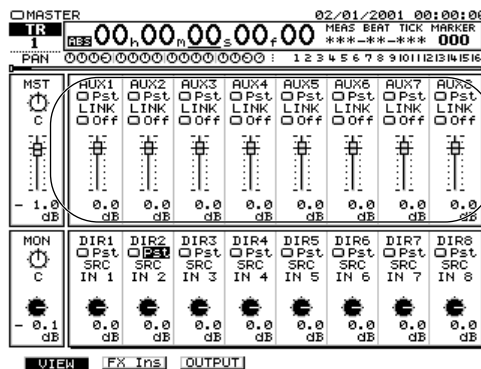 MASTER 02/01/2001 00:00:00
TR 1 ABS 00h00m00s00f00 MEAS BEAT TICK MARKER
***-**-*** 000
PAN 1 2 3 4 5 6 7 8 9 10 11 12 13 14 15 16
MST AUX1 AUX2 AUX3 AUX4 AUX5 AUX6 AUX7 AUX8
Pst Pst Pst Pst Pst Pst Pst Pst
C LINK LINK LINK LINK LINK LINK LINK LINK
Off Off Off Off Off Off Off Off
- 1.0 0.0 0.0 0.0 0.0 0.0 0.0 0.0 0.0
dB dB dB dB dB dB dB dB dB
MON DIR1 DIR2 DIR3 DIR4 DIR5 DIR6 DIR7 DIR8
Pst Pst Pst Pst Pst Pst Pst Pst
SRC SRC SRC SRC SRC SRC SRC SRC
C IN 1 IN 2 IN 3 IN 4 IN 5 IN 6 IN 7 IN 8
- 0.1 0.0 0.0 0.0 0.0 0.0 0.0 0.0 0.0
dB dB dB dB dB dB dB dB dB
VIEW FX Ins OUTPUT